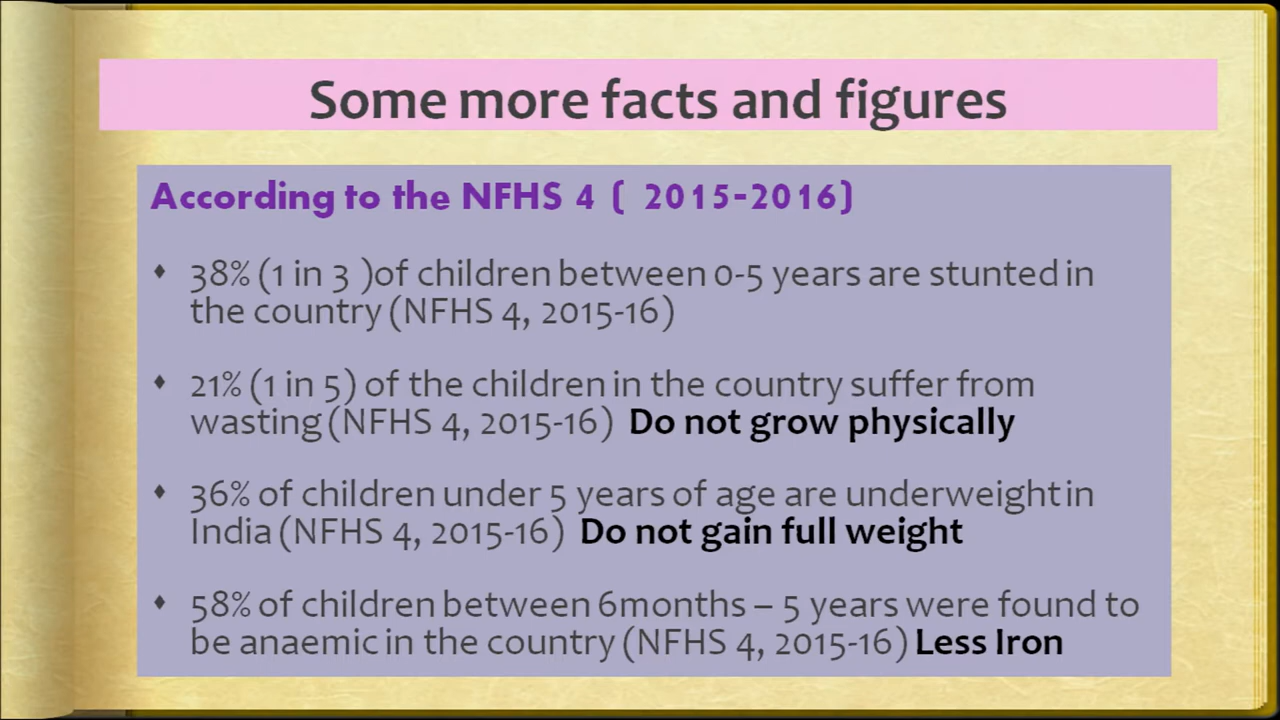 Some more facts and figures
According to the NFHS 4 ( 2015-2016)
♦ 38% (1 in 3 )of children between 0-5 years are stunted in
the country (NFHS 4, 2015-16)
♦ 21% (1 in 5) of the children in the country suffer from
wasting (NFHS 4, 2015-16) Do not grow physically
♦ 36% of children under 5 years of age are underweight in
India (NFHS 4, 2015-16) Do not gain full weight
♦ 58% of children between 6months – 5 years were found to
be anaemic in the country (NFHS 4, 2015-16) Less Iron